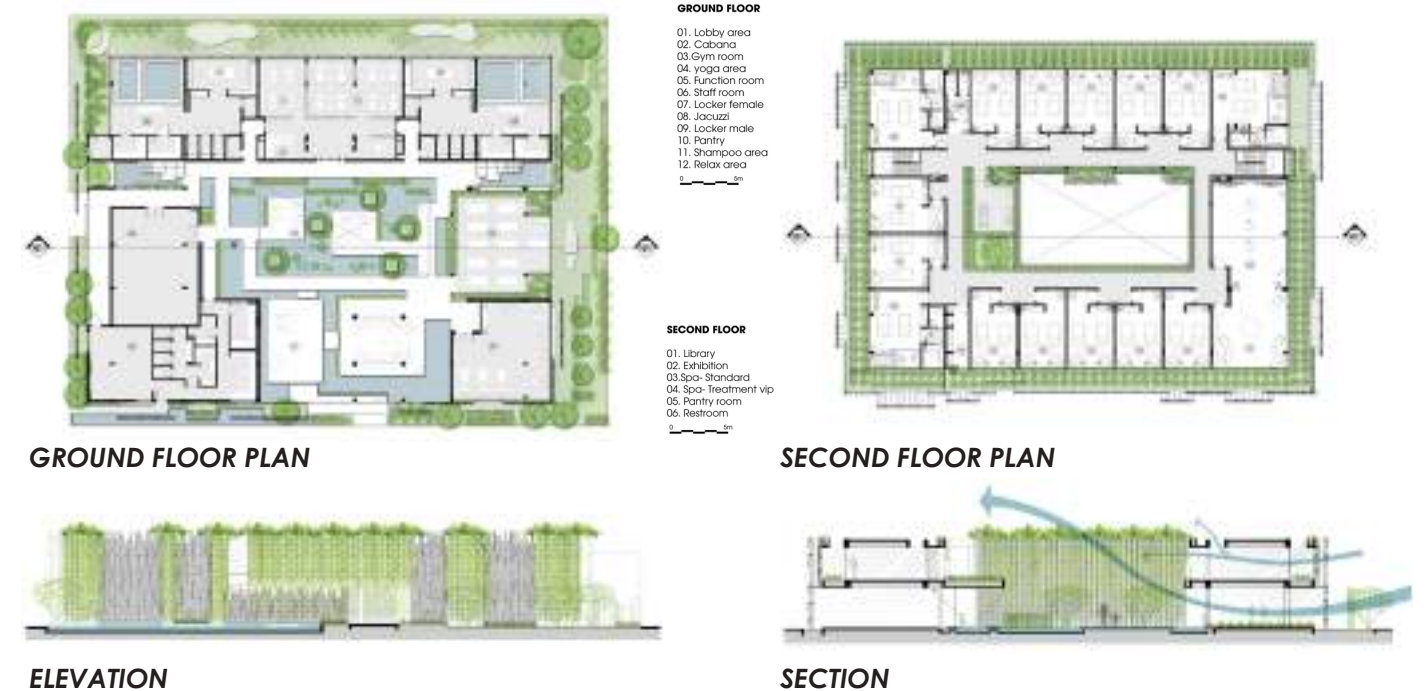 GROUND FLOOR
01. Lobby area
02. Cabana
03.Gym room
04. yoga area
05. Function room
06. Staff room
07. Locker female
08. Jacuzzi
09. Locker male
10. Pantry
11. Shampoo area
12. Relax area
0 5m
SECOND FLOOR
01. Library
02. Exhibition
03.Spa- Standard
04. Spa- Treatment vip
05. Pantry room
06. Restroom
0 5m
GROUND FLOOR PLAN
SECOND FLOOR PLAN
ELEVATION
SECTION